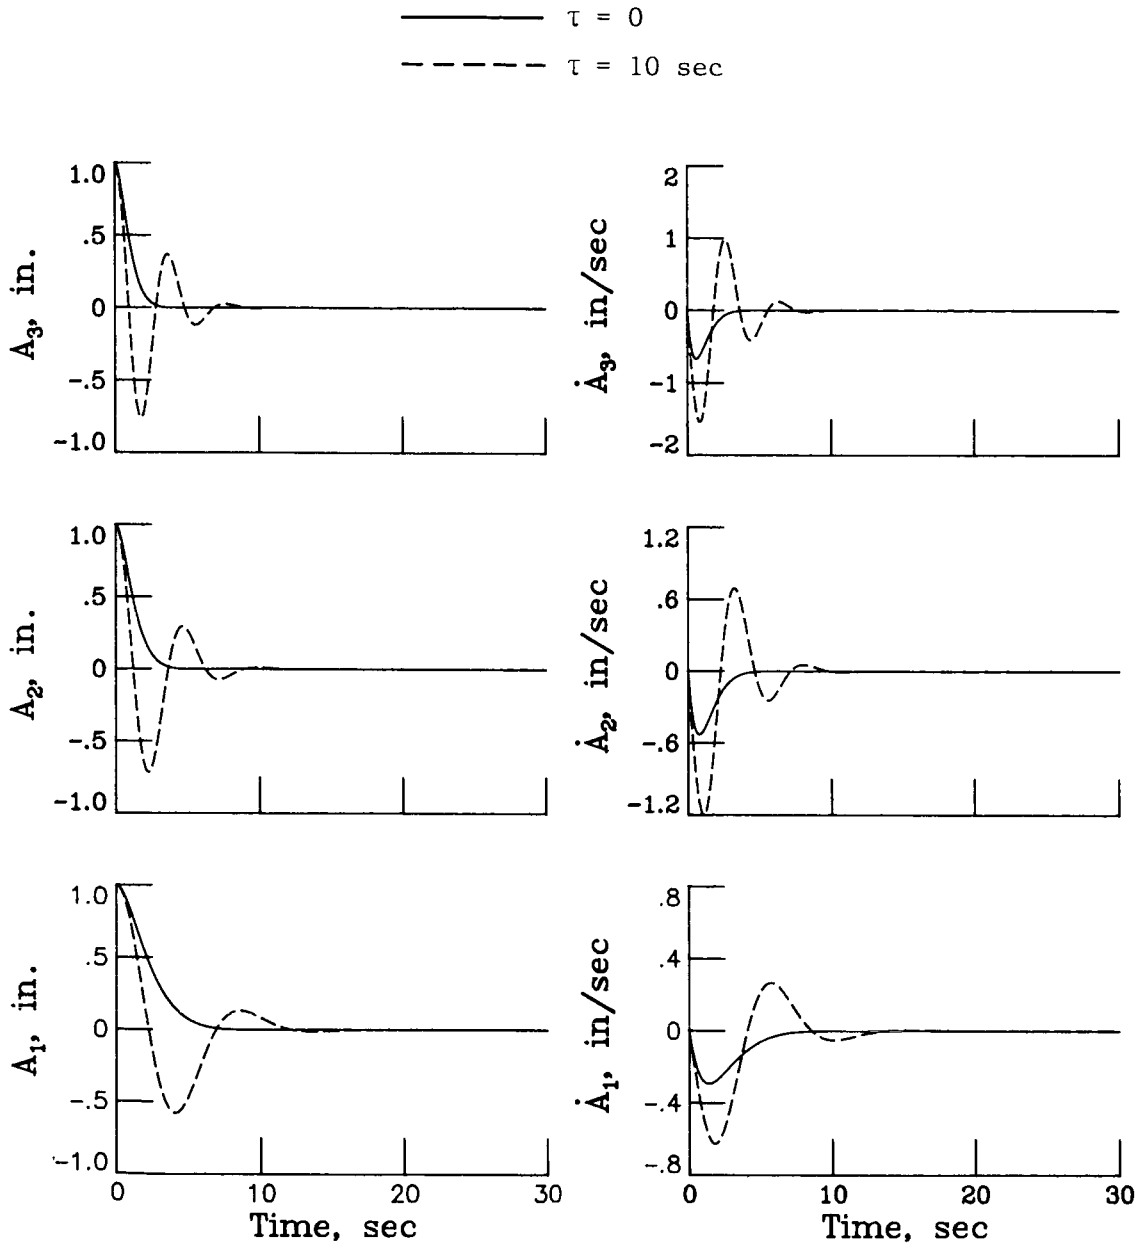 τ = 0
τ = 10 sec
1.0
.5
0
-.5
-1.0
A3, in.
2
1
0
-1
-2
Ȧ3, in/sec
1.0
.5
0
-.5
-1.0
A2, in.
1.2
.6
0
-.6
-1.2
Ȧ2, in/sec
1.0
.5
0
-.5
-1.0
A1, in.
0 10 20 30
Time, sec
.8
.4
0
-.4
-.8
Ȧ1, in/sec
0 10 20 30
Time, sec